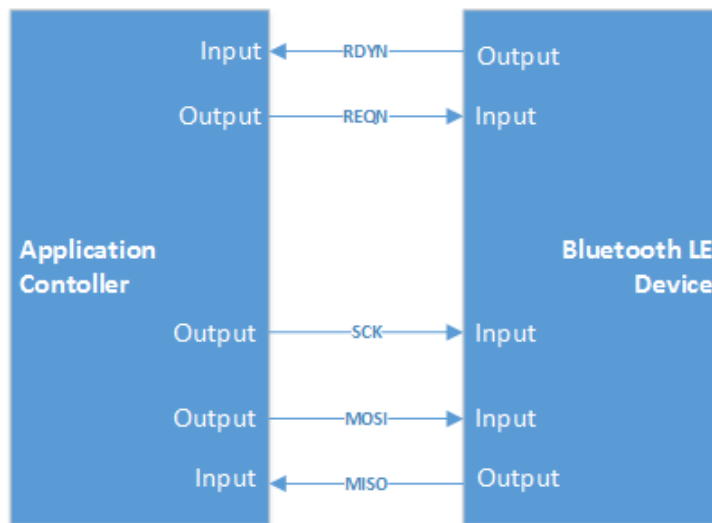 Input RDYN Output
Output REQN Input
Application
Contoller
Bluetooth LE
Device
Output SCK Input
Output MOSI Input
Input MISO Output